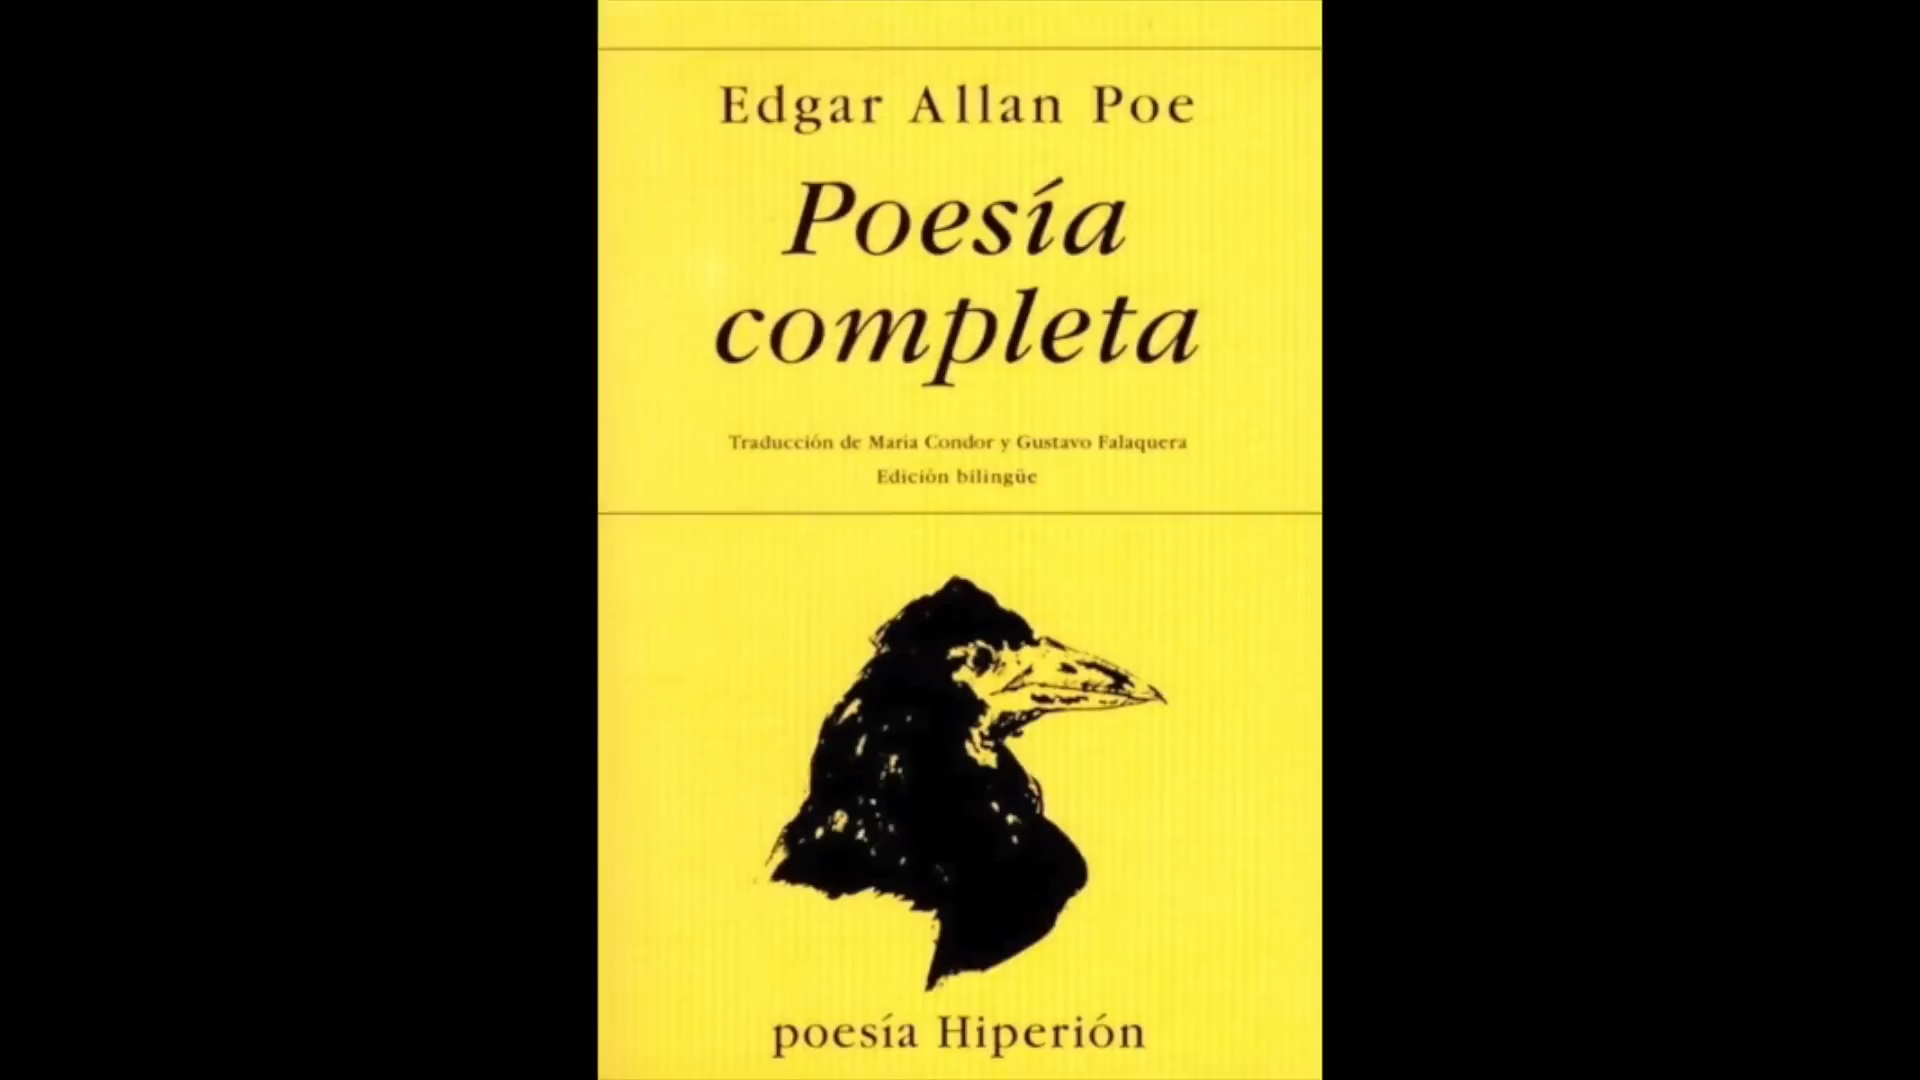 Edgar Allan Poe
Poesía
completa
Traducción de María Condor y Gustavo Falaquera
Edición bilingüe
poesía Hiperión